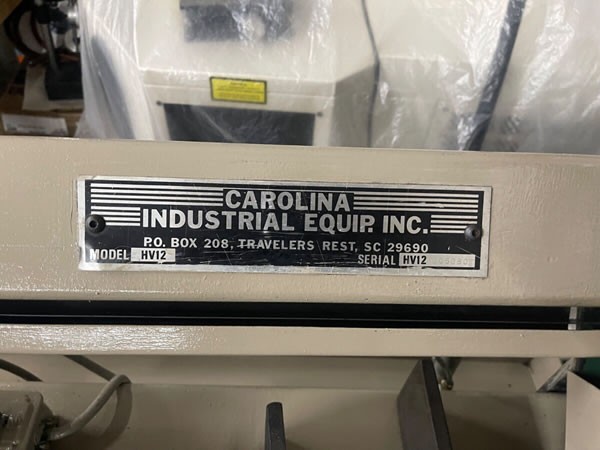 CAROLINA
INDUSTRIAL EQUIP. INC.
P.O. BOX 208, TRAVELERS REST, SC 29690
MODEL HV12 SERIAL HV12